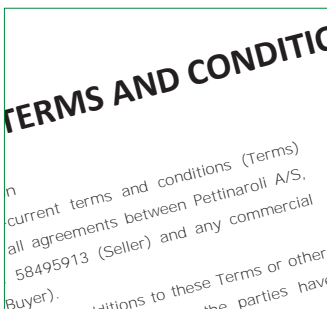 TERMS AND CONDITIO
n
-current terms and conditions (Terms)
all agreements between Pettinaroli A/S,
58495913 (Seller) and any commercial
Buyer).
ditions to these Terms or other
the parties have